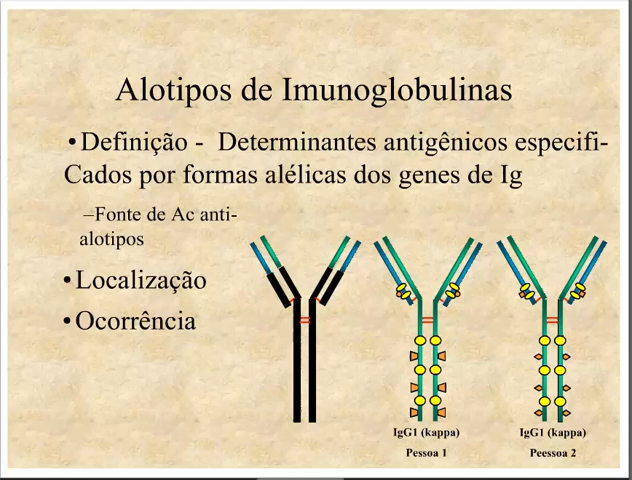 Alotipos de Imunoglobulinas
•Definição - Determinantes antigênicos especifi-
Cados por formas alélicas dos genes de Ig
–Fonte de Ac anti-
alotipos
•Localização
•Ocorrência
IgG1 (kappa)
Pessoa 1
IgG1 (kappa)
Peessoa 2